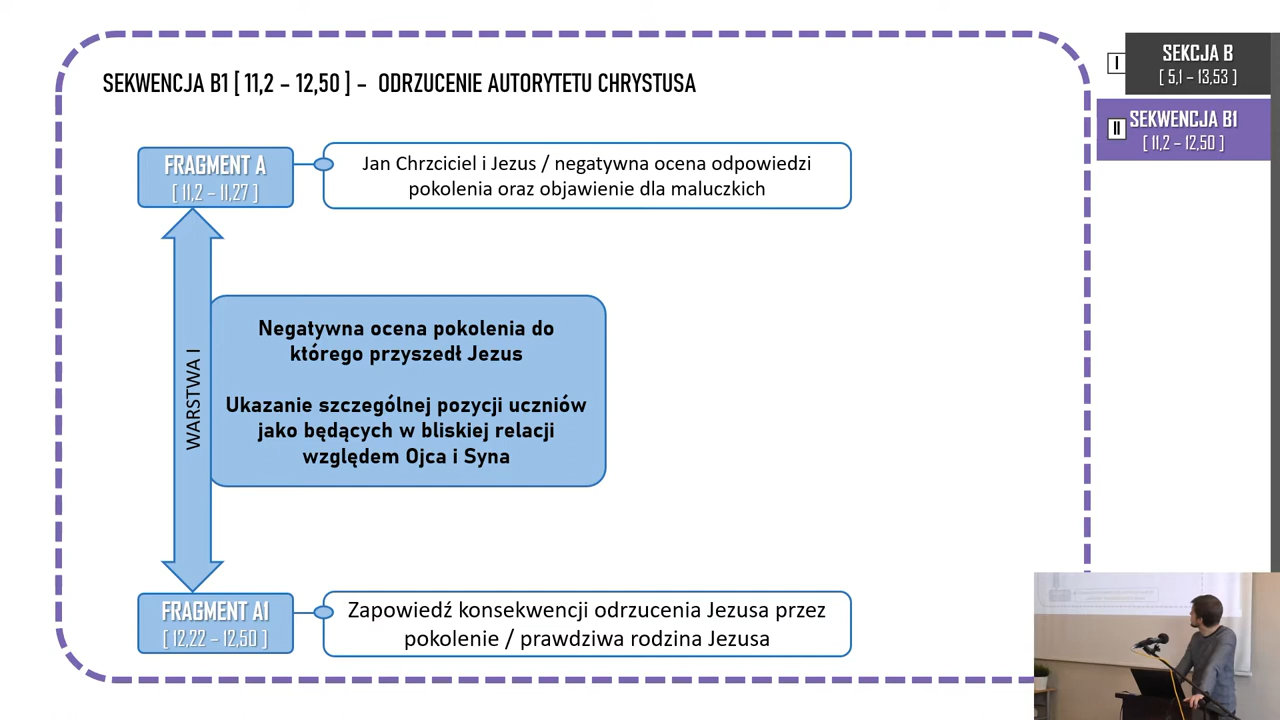 SEKWENCJA B1 [ 11,2 – 12,50 ] – ODRZUCENIE AUTORYTETU CHRYSTUSA
FRAGMENT A
[ 11,2 – 11,27 ]
Jan Chrzciciel i Jezus / negatywna ocena odpowiedzi
pokolenia oraz objawienie dla maluczkich
WARSTWA I
Negatywna ocena pokolenia do
którego przyszedł Jezus
Ukazanie szczególnej pozycji uczniów
jako będących w bliskiej relacji
względem Ojca i Syna
FRAGMENT A1
[ 12,22 – 12,50 ]
Zapowiedź konsekwencji odrzucenia Jezusa przez
pokolenie / prawdziwa rodzina Jezusa
I
SEKCJA B
[ 5,1 – 13,53 ]
II
SEKWENCJA B1
[ 11,2 – 12,50 ]